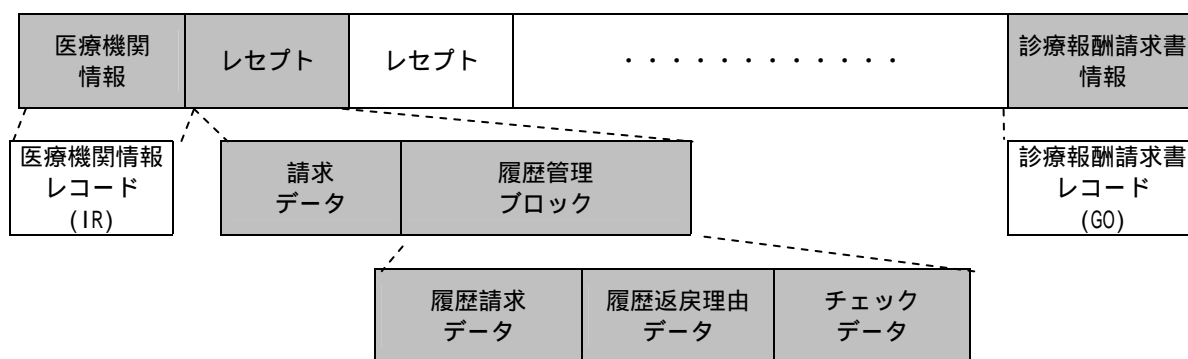 医療機関
情報
レセプト
レセプト
・・・・・・・・・・・・
診療報酬請求書
情報
医療機関情報
レコード
(IR)
請求
データ
履歴管理
ブロック
診療報酬請求書
レコード
(GO)
履歴請求
データ
履歴返戻理由
データ
チェック
データ